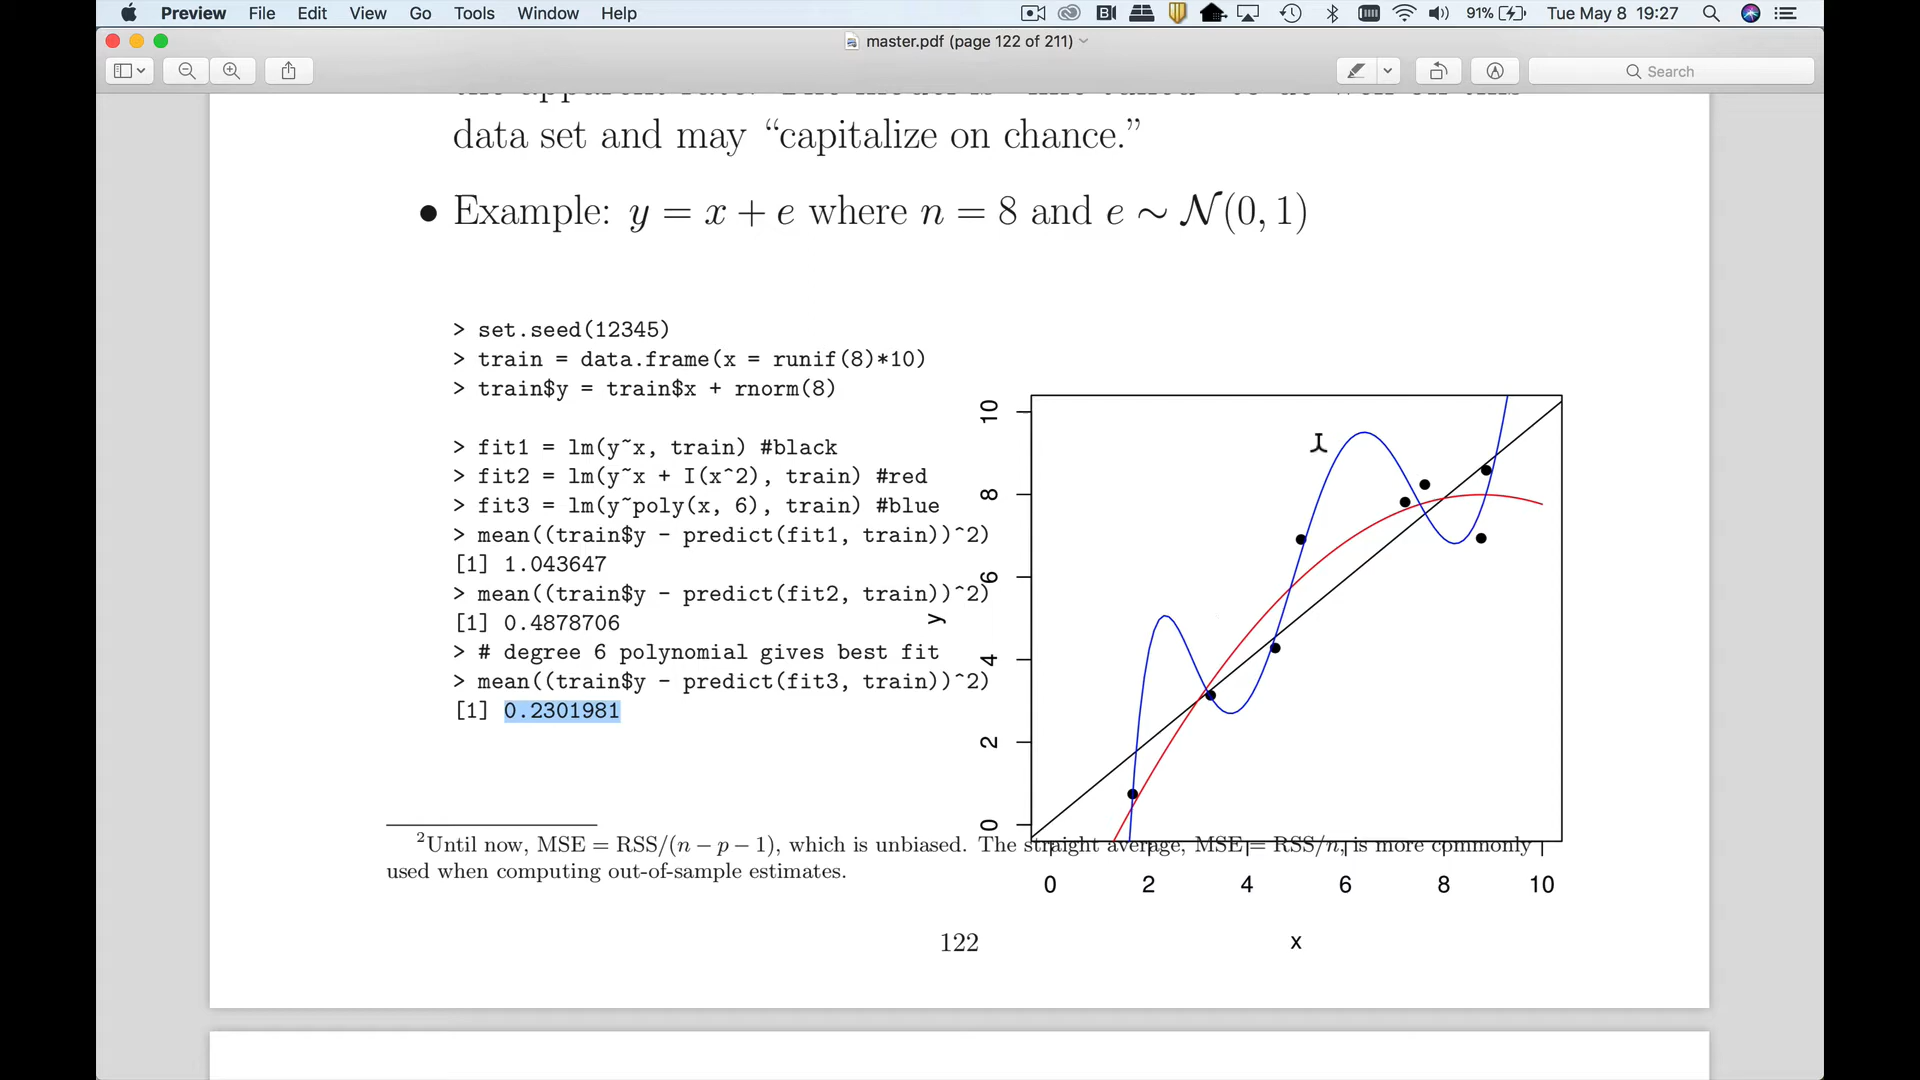 Preview File Edit View Go Tools Window Help 91% Tue May 8 19:27
master.pdf (page 122 of 211)
Search
data set and may “capitalize on chance.”
• Example: y = x + e where n = 8 and e ∼ N(0, 1)
> set.seed(12345)
> train = data.frame(x = runif(8)*10)
> train$y = train$x + rnorm(8)
> fit1 = lm(y~x, train) #black
> fit2 = lm(y~x + I(x^2), train) #red
> fit3 = lm(y~poly(x, 6), train) #blue
> mean((train$y - predict(fit1, train))^2)
[1] 1.043647
> mean((train$y - predict(fit2, train))^2)
[1] 0.4878706
> # degree 6 polynomial gives best fit
> mean((train$y - predict(fit3, train))^2)
[1] 0.2301981
10
8
6
4
2
0
y
0 2 4 6 8 10
x
2Until now, MSE = RSS/(n − p − 1), which is unbiased. The straight average, MSE = RSS/n, is more commonly
used when computing out-of-sample estimates.
122